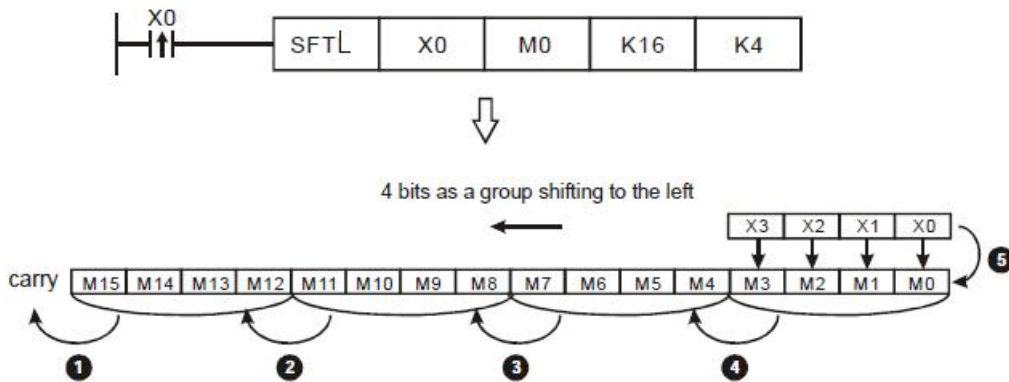 X0
SFTL X0 M0 K16 K4
4 bits as a group shifting to the left
X3 X2 X1 X0
5
carry M15 M14 M13 M12 M11 M10 M9 M8 M7 M6 M5 M4 M3 M2 M1 M0
1 2 3 4